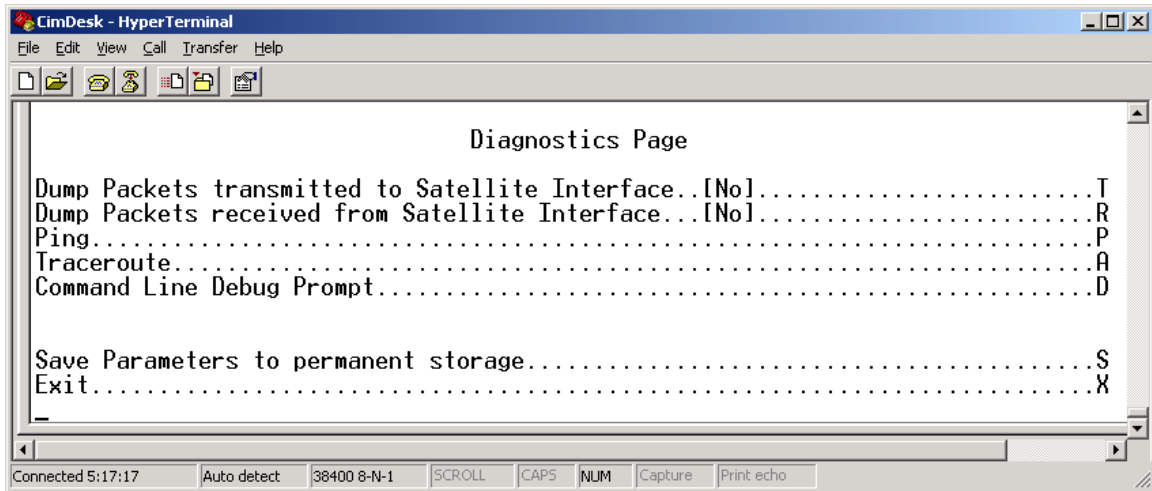 CimDesk - HyperTerminal
File Edit View Call Transfer Help
Diagnostics Page
Dump Packets transmitted to Satellite Interface..[No].........................T
Dump Packets received from Satellite Interface...[No].........................R
Ping..........................................................................P
Traceroute....................................................................A
Command Line Debug Prompt.....................................................D
Save Parameters to permanent storage..........................................S
Exit..........................................................................X
Connected 5:17:17 Auto detect 38400 8-N-1 SCROLL CAPS NUM Capture Print echo